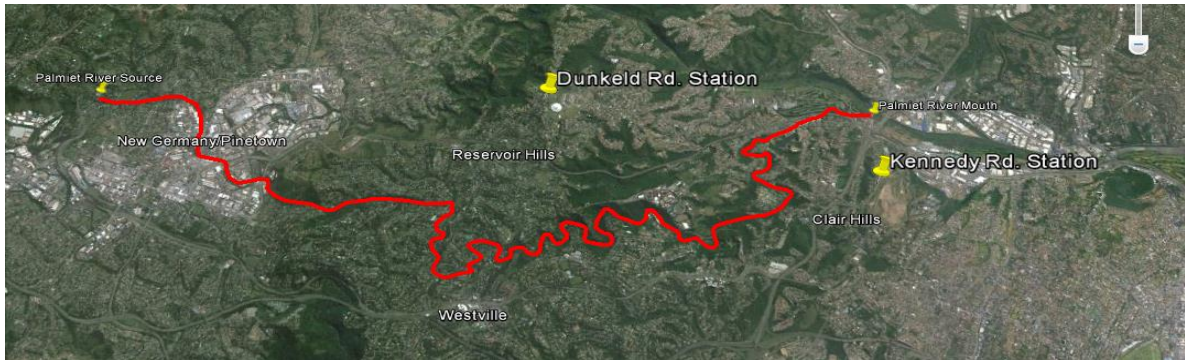 Palmiet River Source
Dunkeld Rd. Station
Palmiet River Mouth
New Germany/Pinetown
Reservoir Hills
Kennedy Rd. Station
Clair Hills
Westville